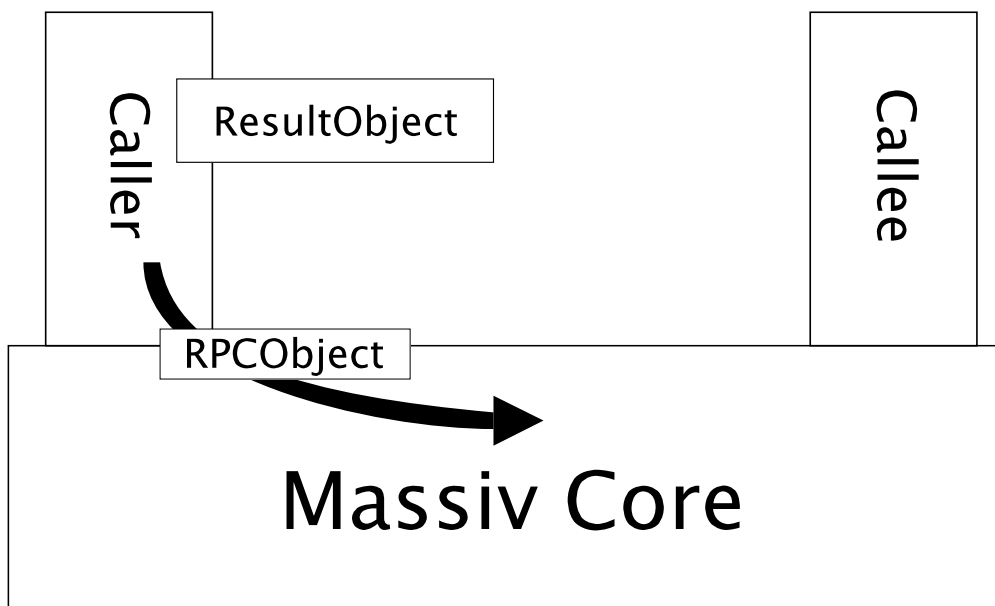 Caller
ResultObject
Callee
RPCObject
Massiv Core